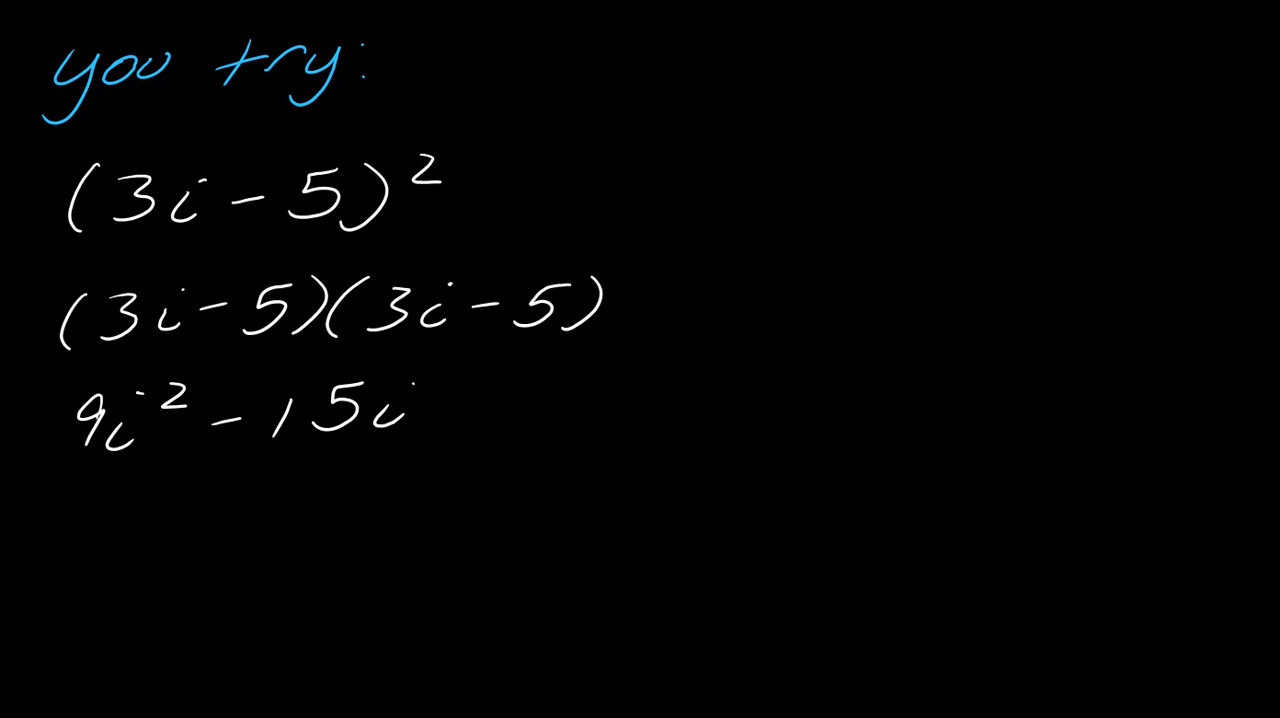 you try:
(3i - 5)²
(3i - 5)(3i - 5)
9i² - 15i